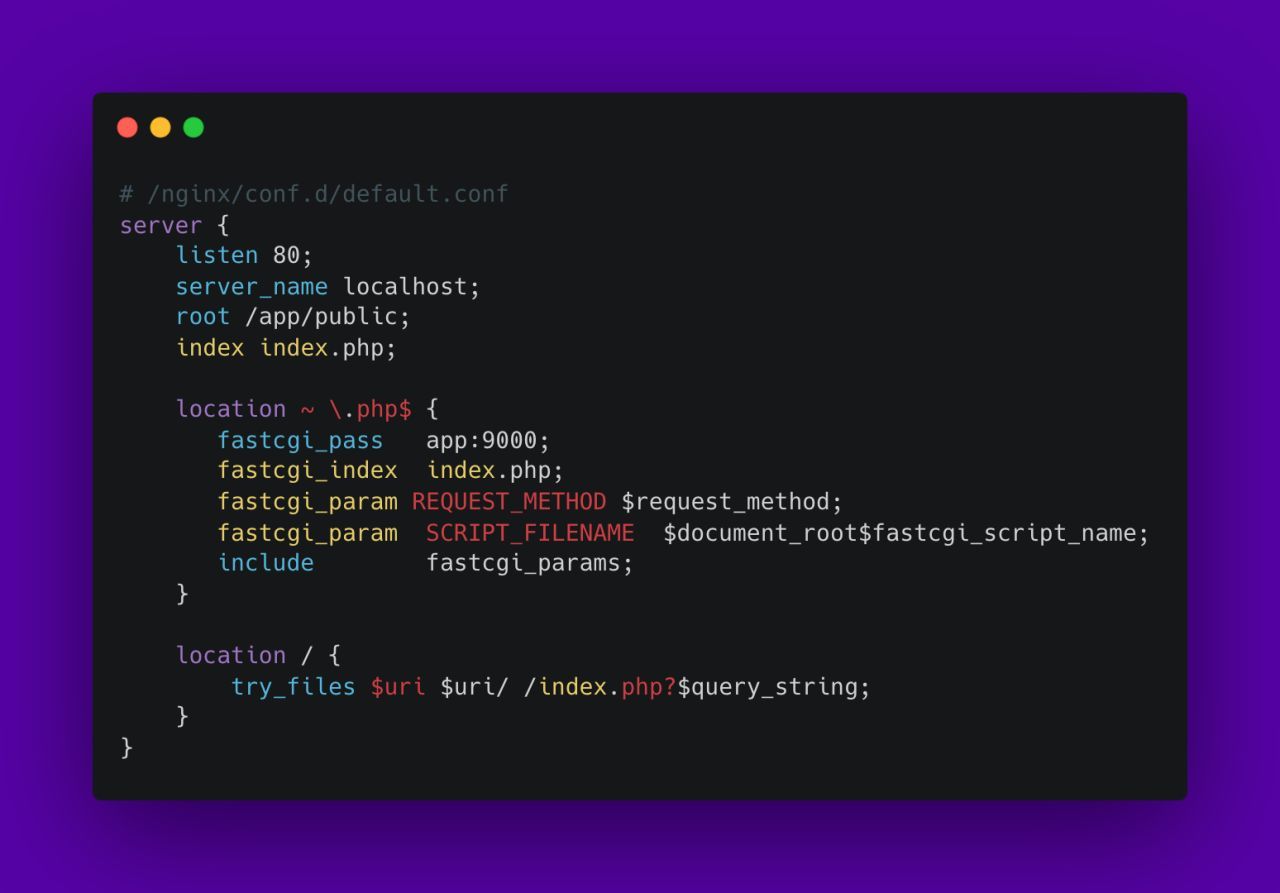 # /nginx/conf.d/default.conf
server {
    listen 80;
    server_name localhost;
    root /app/public;
    index index.php;

    location ~ \.php$ {
       fastcgi_pass   app:9000;
       fastcgi_index  index.php;
       fastcgi_param REQUEST_METHOD $request_method;
       fastcgi_param  SCRIPT_FILENAME  $document_root$fastcgi_script_name;
       include        fastcgi_params;
    }

    location / {
        try_files $uri $uri/ /index.php?$query_string;
    }
}